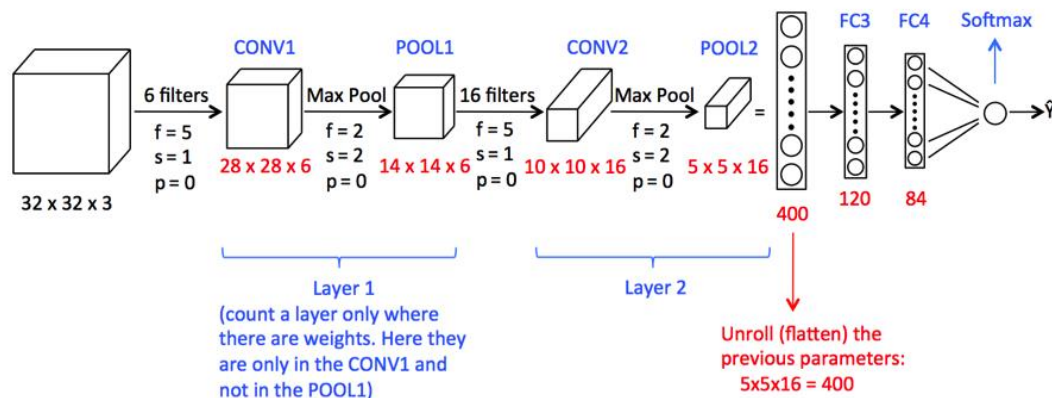 CONV1
POOL1
CONV2
POOL2
FC3
FC4
Softmax
6 filters
f = 5
s = 1
p = 0
Max Pool
f = 2
s = 2
p = 0
16 filters
f = 5
s = 1
p = 0
Max Pool
f = 2
s = 2
p = 0
=
ŷ
32 x 32 x 3
28 x 28 x 6
14 x 14 x 6
10 x 10 x 16
5 x 5 x 16
400
120
84
Layer 1
(count a layer only where
there are weights. Here they
are only in the CONV1 and
not in the POOL1)
Layer 2
Unroll (flatten) the
previous parameters:
5x5x16 = 400